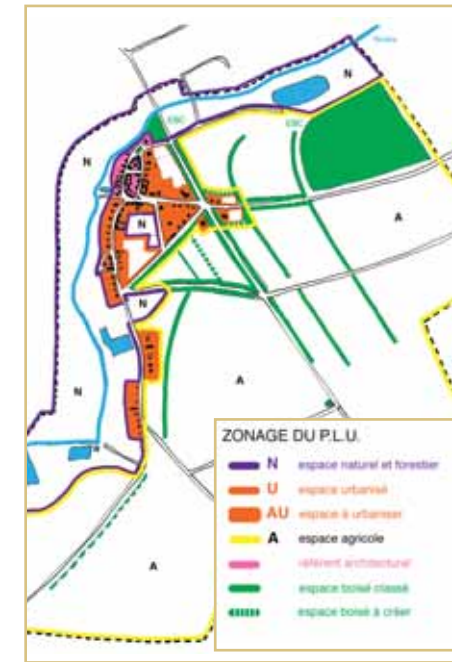 Rivière
N
EBC
EBC
N
A
N
N
N
A
A
ZONAGE DU P.L.U.
N espace naturel et forestier
U espace urbanisé
AU espace à urbaniser
A espace agricole
référent architectural
espace boisé classé
espace boisé à créer